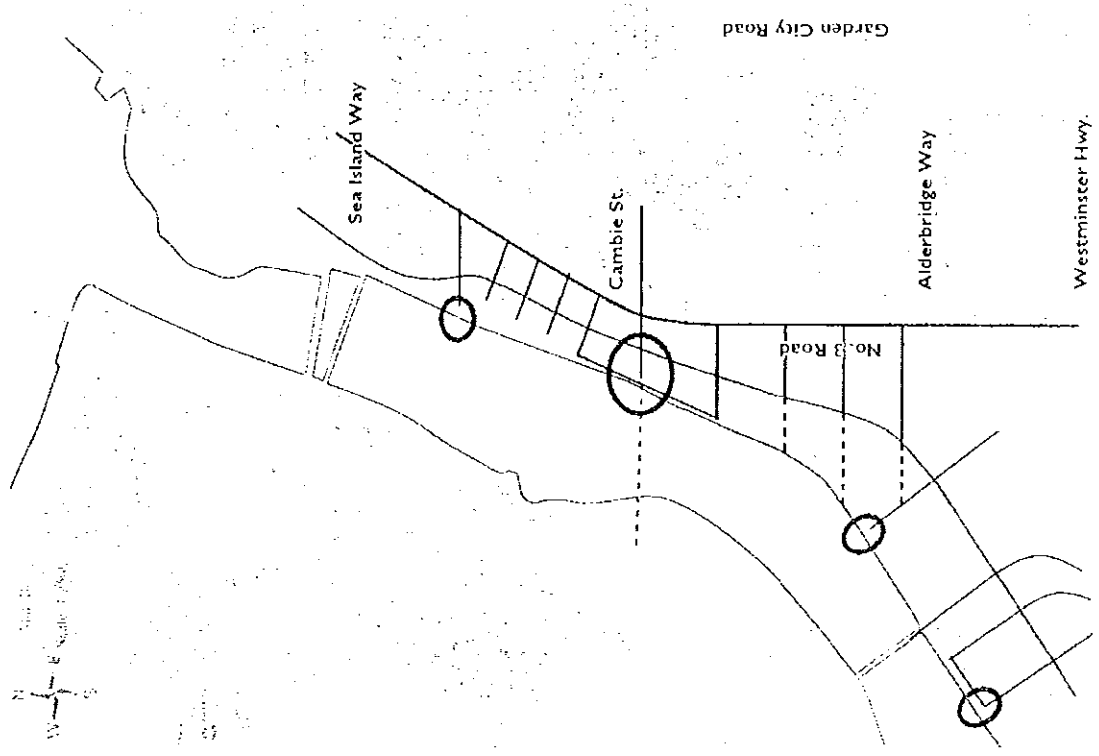 Garden City Road
Sea Island Way
Cambie St.
No. 3 Road
Alderbridge Way
Westminster Hwy.
N
W E
S